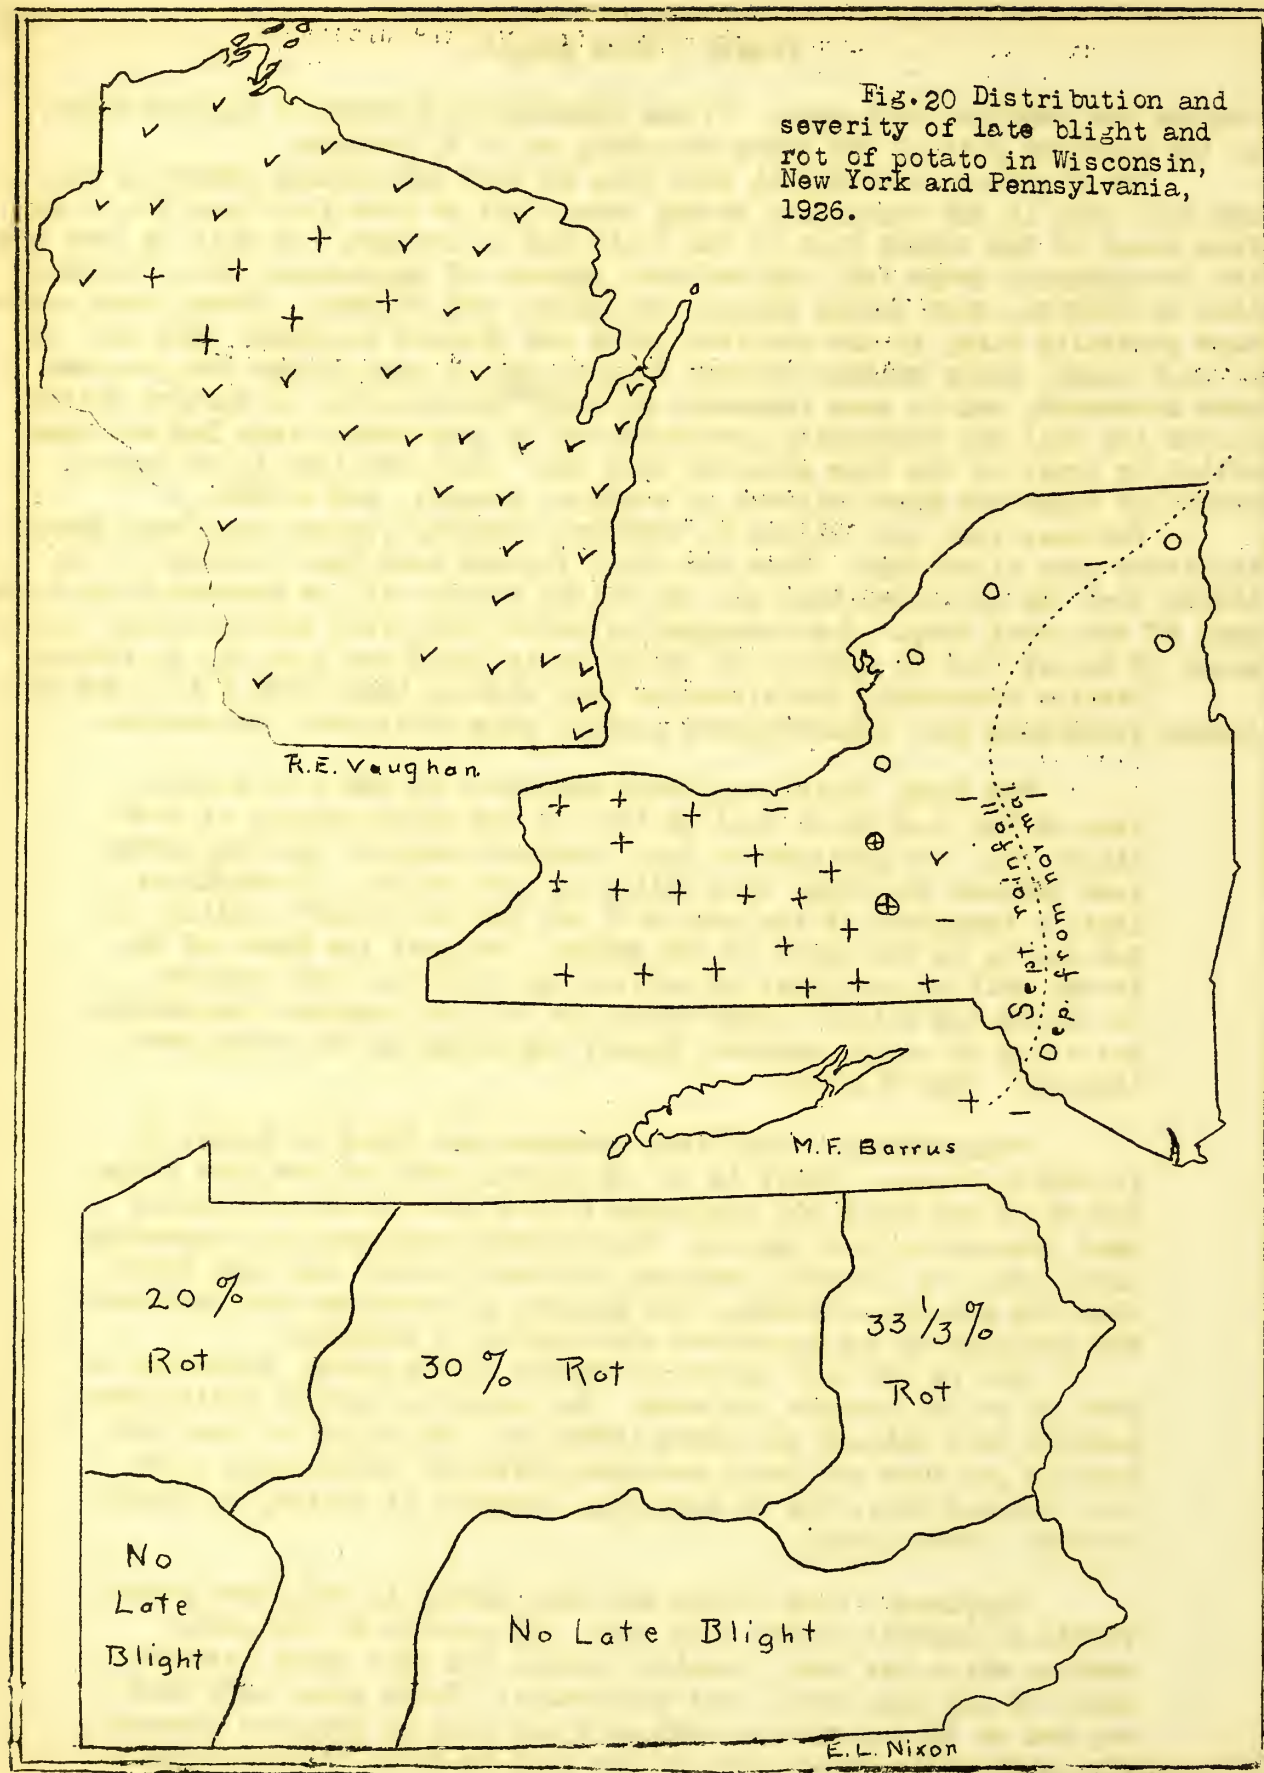 Fig.20 Distribution and
severity of late blight and
rot of potato in Wisconsin,
New York and Pennsylvania,
1926.
R.E. Vaughan
Sept. rainfall
Dep. from normal
M.F. Barrus
20 %
Rot
30 % Rot
33 1/3 %
Rot
No
Late
Blight
No Late Blight
E.L. Nixon